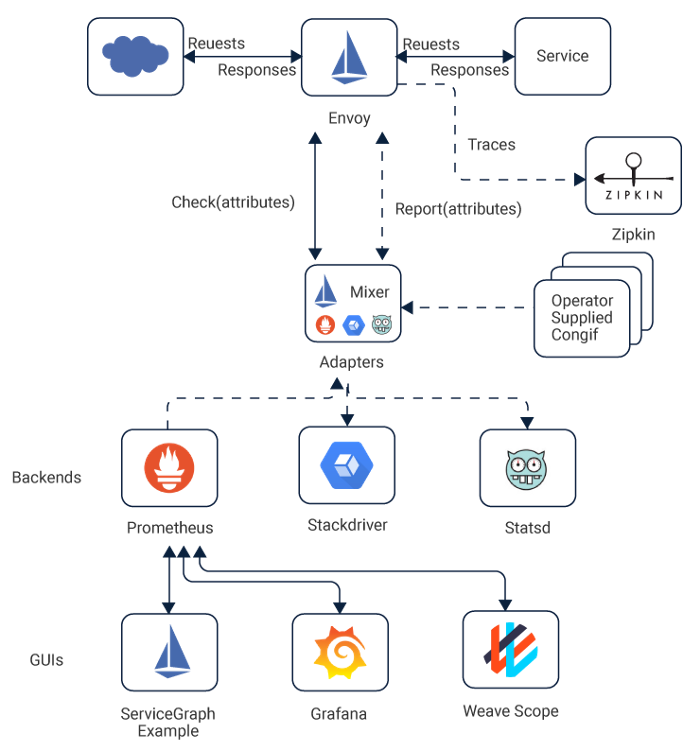 Reuests
Responses
Reuests
Responses
Service
Envoy
Traces
ZIPKIN
Zipkin
Check(attributes)
Report(attributes)
Mixer
Operator
Supplied
Congif
Adapters
Backends
Prometheus
Stackdriver
Statsd
GUIs
ServiceGraph
Example
Grafana
Weave Scope